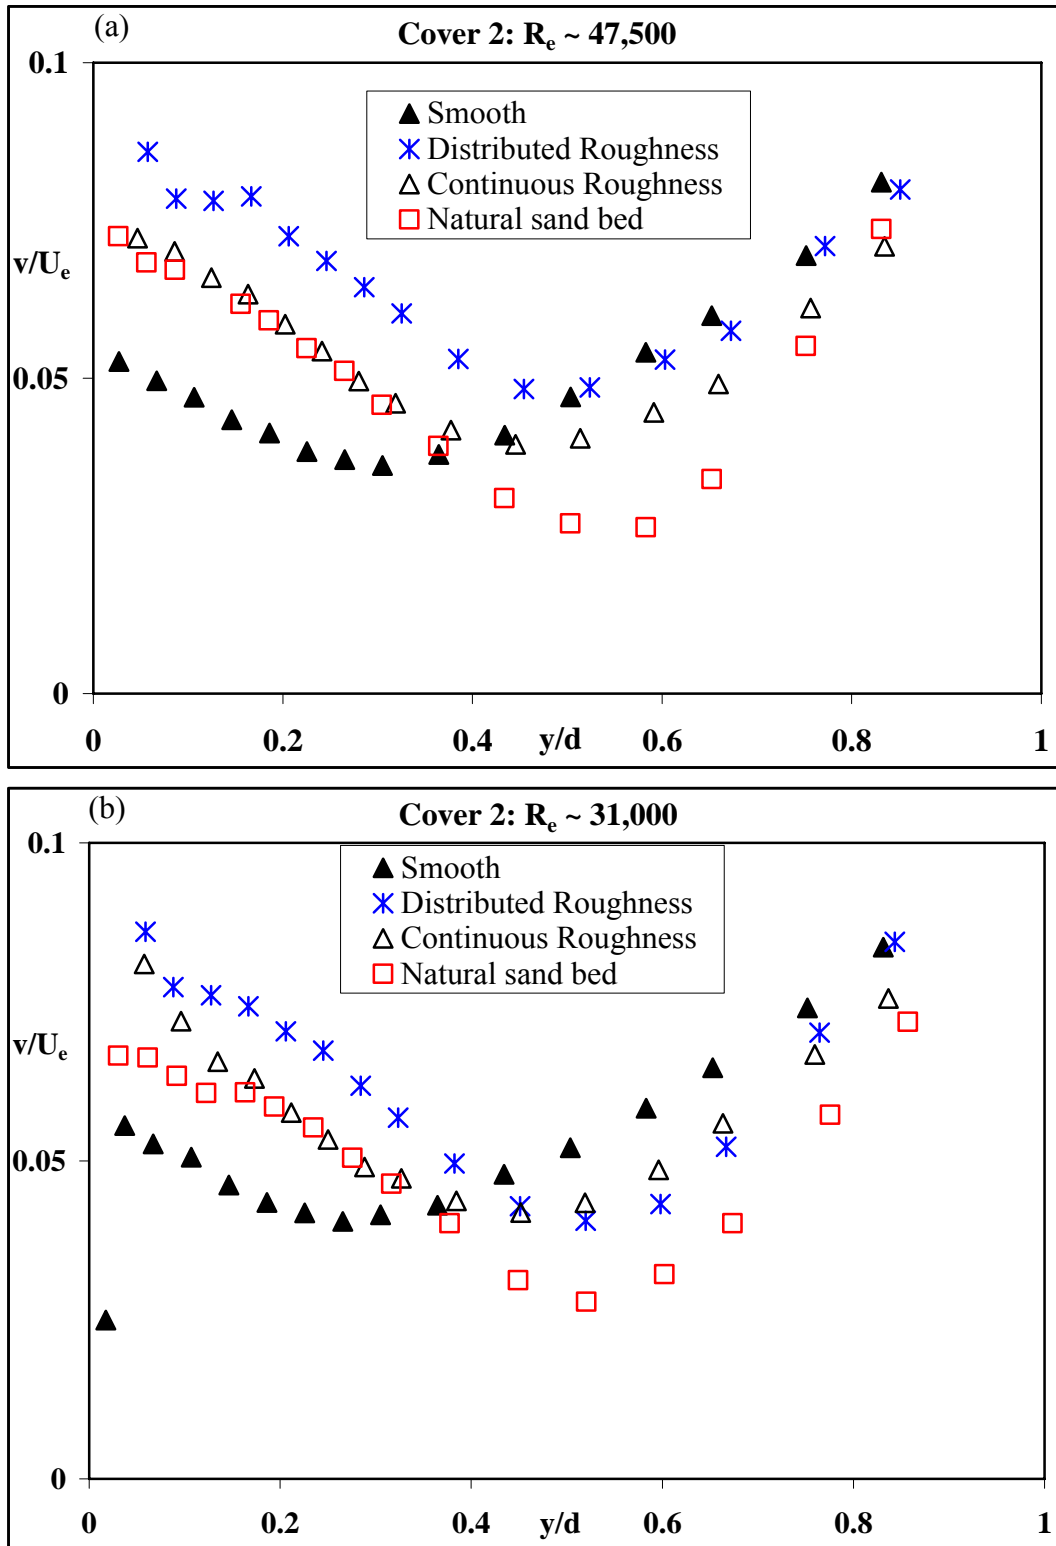 (a)
Cover 2: Re ~ 47,500
0.1
Smooth
Distributed Roughness
Continuous Roughness
Natural sand bed
v/Ue
0.05
0
0 0.2 0.4 y/d 0.6 0.8 1
(b)
Cover 2: Re ~ 31,000
0.1
Smooth
Distributed Roughness
Continuous Roughness
Natural sand bed
v/Ue
0.05
0
0 0.2 0.4 y/d 0.6 0.8 1